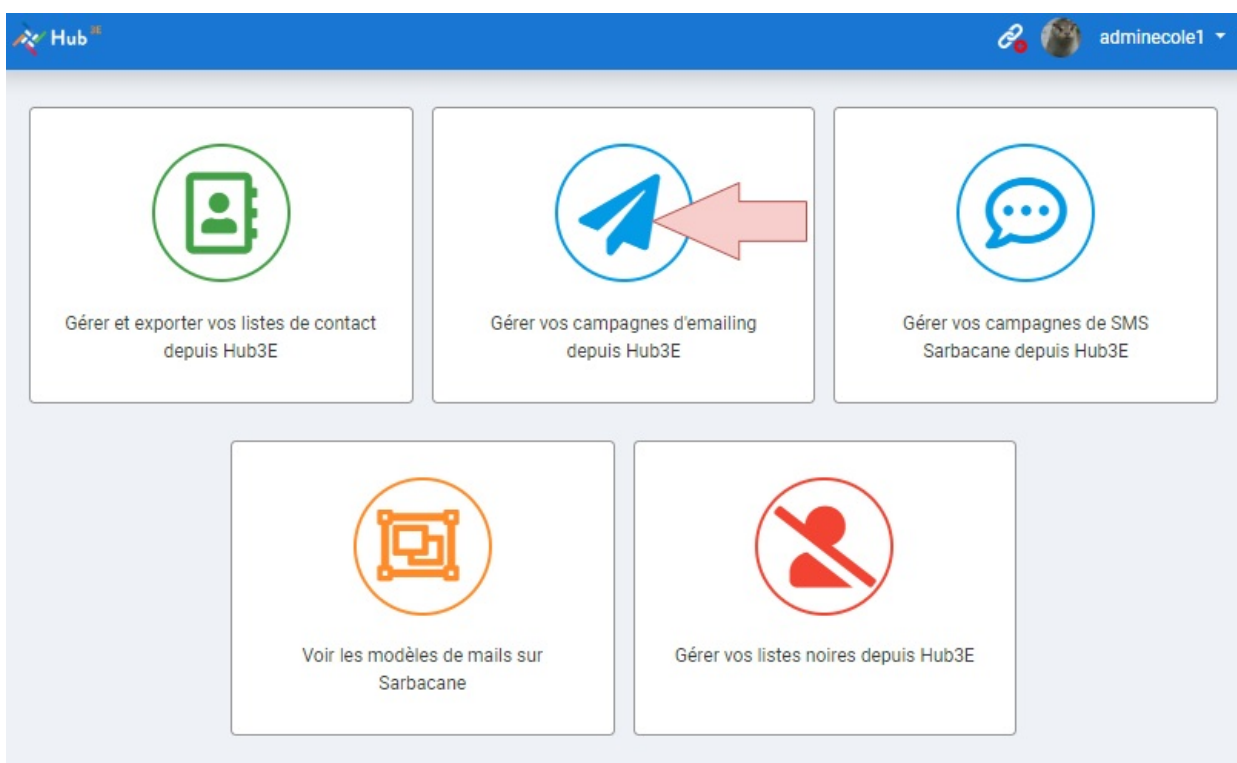 Hub3E
adminecole1
Gérer et exporter vos listes de contact
depuis Hub3E
Gérer vos campagnes d'emailing
depuis Hub3E
Gérer vos campagnes de SMS
Sarbacane depuis Hub3E
Voir les modèles de mails sur
Sarbacane
Gérer vos listes noires depuis Hub3E